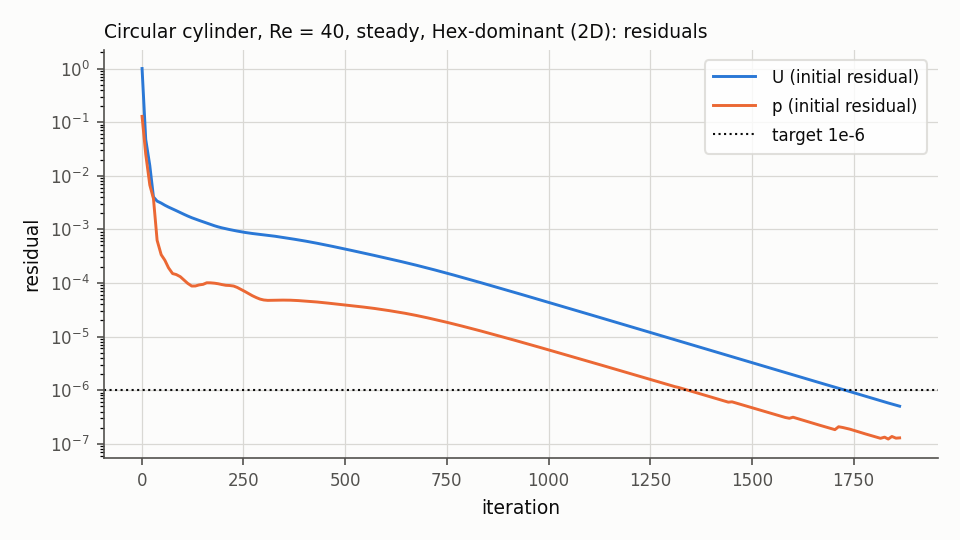 Circular cylinder, Re = 40, steady, Hex-dominant (2D): residuals
U (initial residual)
p (initial residual)
target 1e-6
residual
10⁰
10⁻¹
10⁻²
10⁻³
10⁻⁴
10⁻⁵
10⁻⁶
10⁻⁷
0 250 500 750 1000 1250 1500 1750
iteration